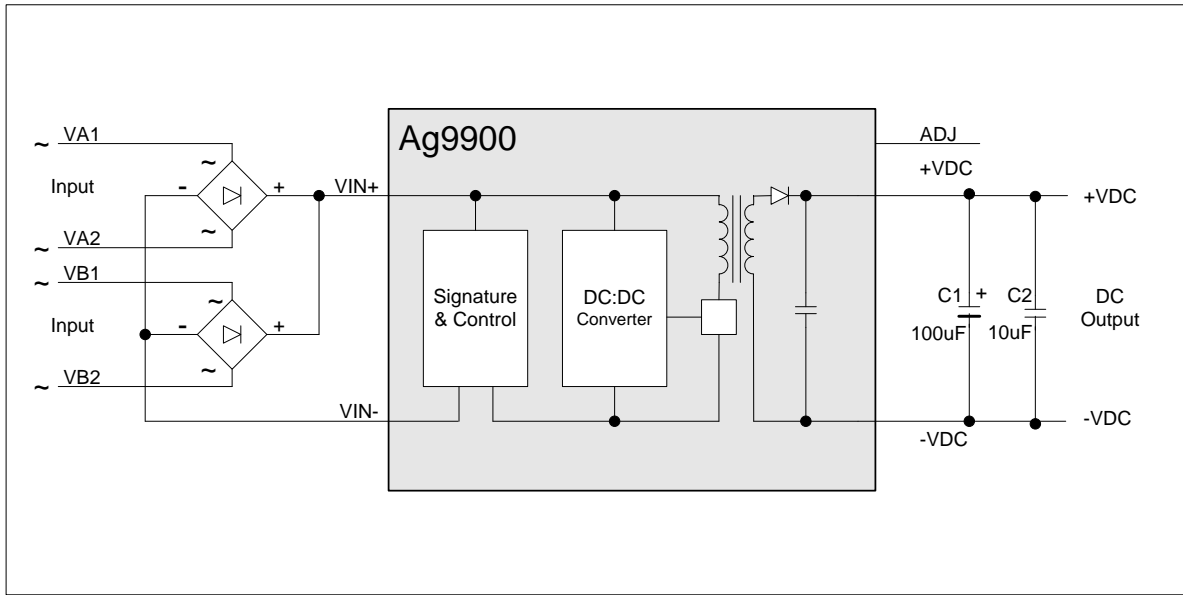 Ag9900
~ VA1
~
Input
- +
~
~ VA2
~ VB1
~
Input
- +
~
~ VB2
VIN+
VIN-
Signature
& Control
DC:DC
Converter
ADJ
+VDC
+VDC
C1 +
100uF
C2
10uF
DC
Output
-VDC
-VDC